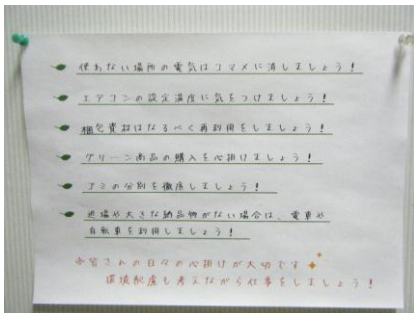 使わない場所の電気はコマメに消しましょう！
エアコンの設定温度に気をつけましょう！
梱包資材はなるべく再利用をしましょう！
グリーン商品の購入を心掛けましょう！
ゴミの分別を徹底しましょう！
近場や大きな納品物がない場合は、電車や
自転車を利用しましょう！
☆皆さんの日々の心掛けが大切です
環境配慮も考えながら仕事をしましょう！